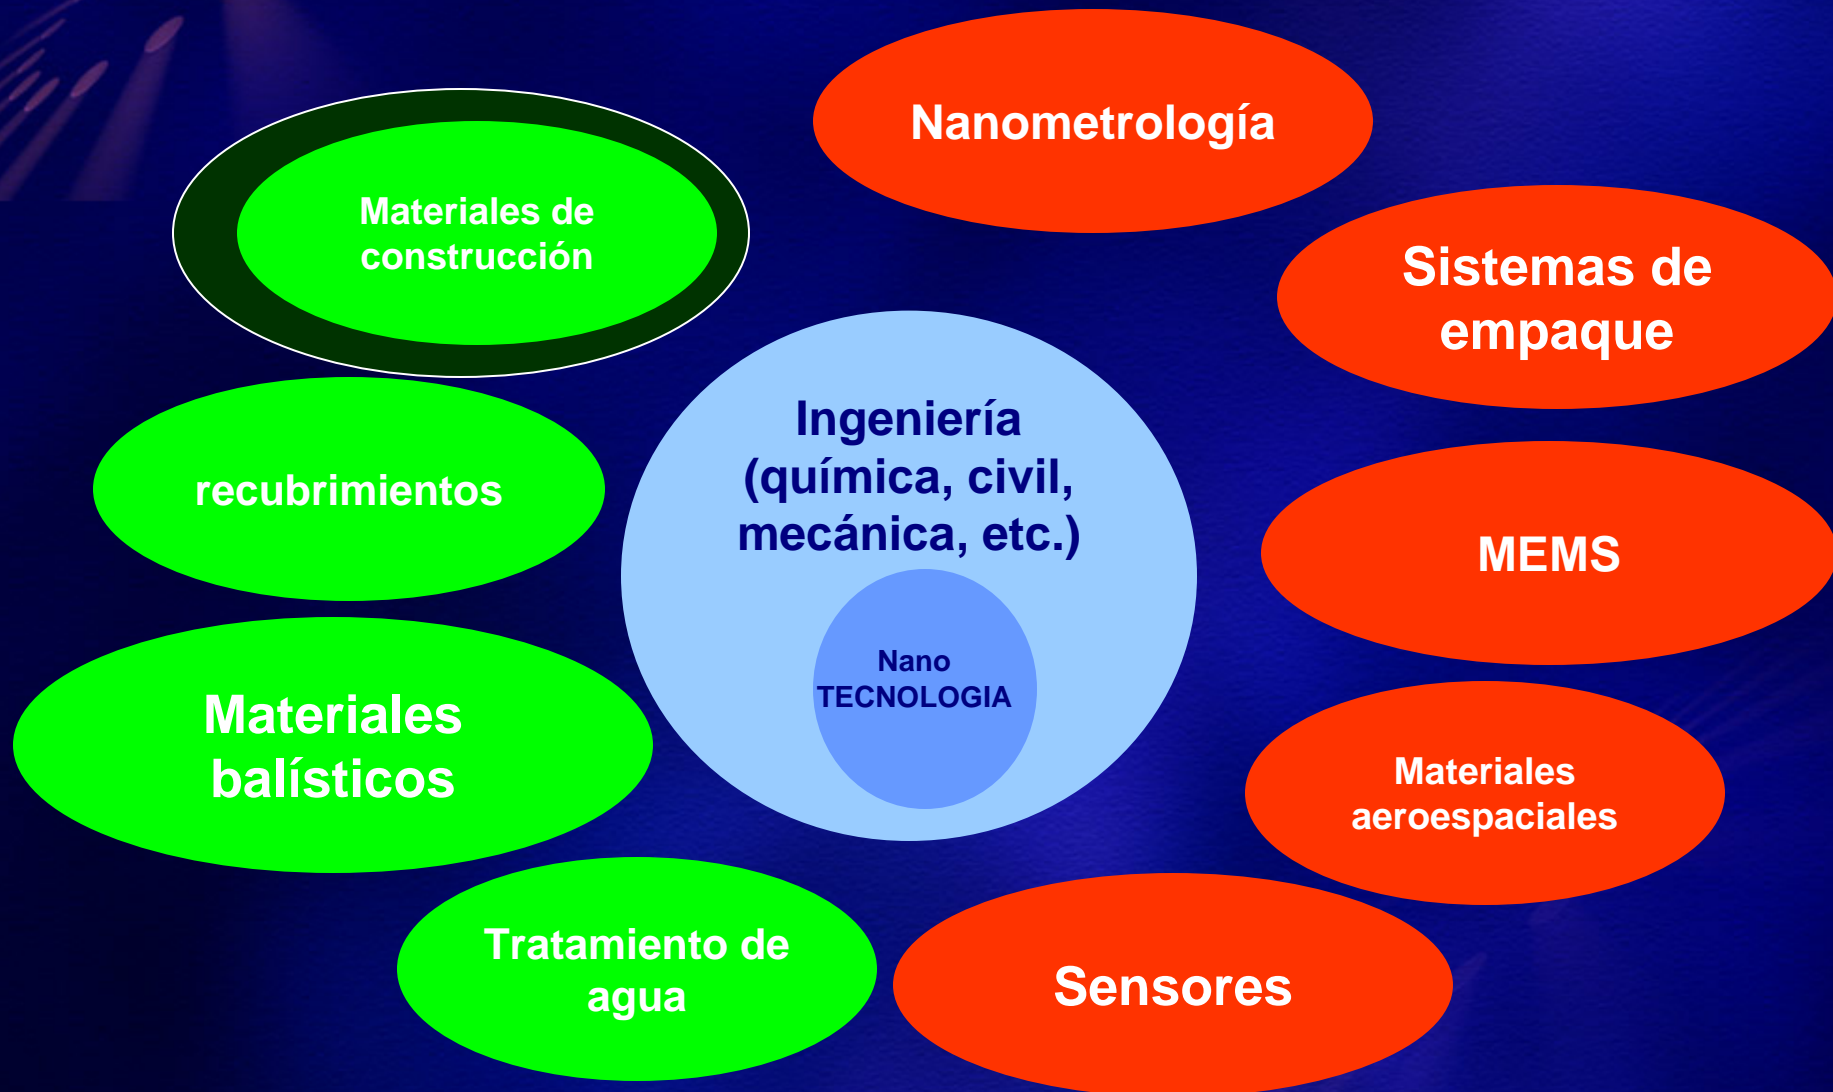 Nanometrología
Materiales de
construcción
Sistemas de
empaque
Ingeniería
(química, civil,
mecánica, etc.)
recubrimientos
MEMS
Nano
TECNOLOGIA
Materiales
balísticos
Materiales
aeroespaciales
Tratamiento de
agua
Sensores